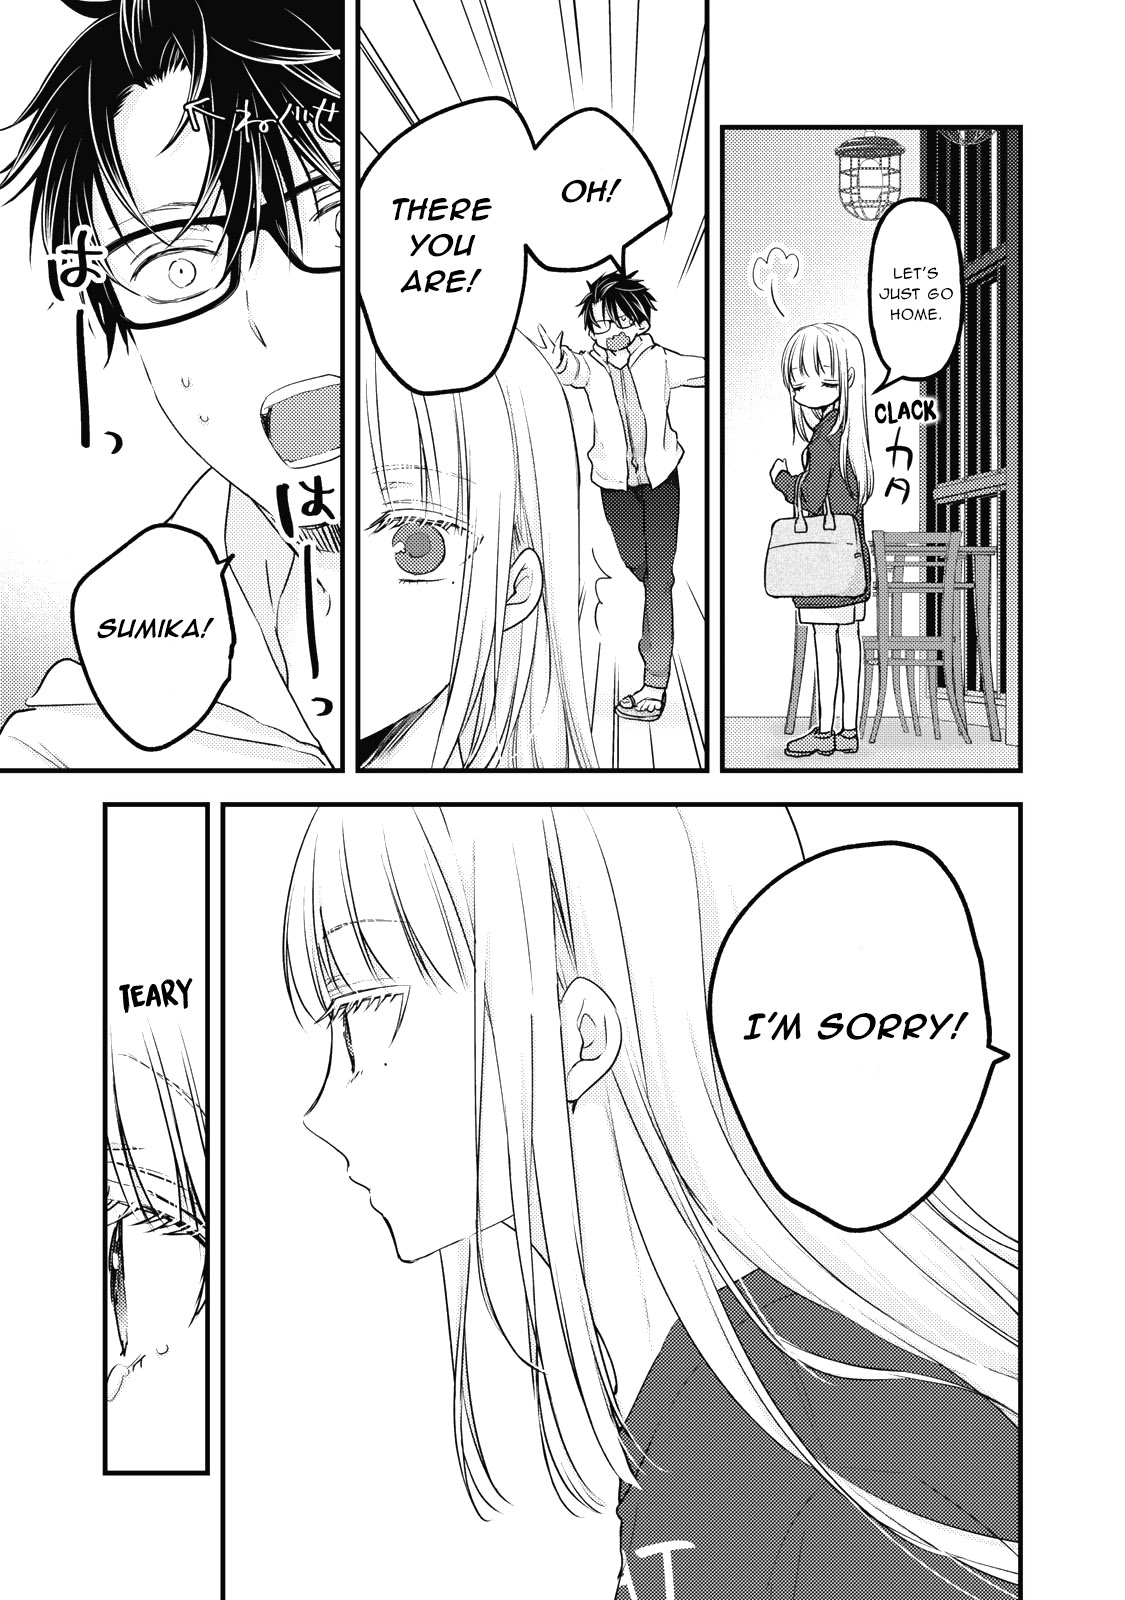 LET'S
JUST GO
HOME.
CLACK
カタ
OH!
THERE
YOU
ARE!
ねぐせ
はーっ
はーっ
SUMIKA!
I'M SORRY!
AT
TEARY